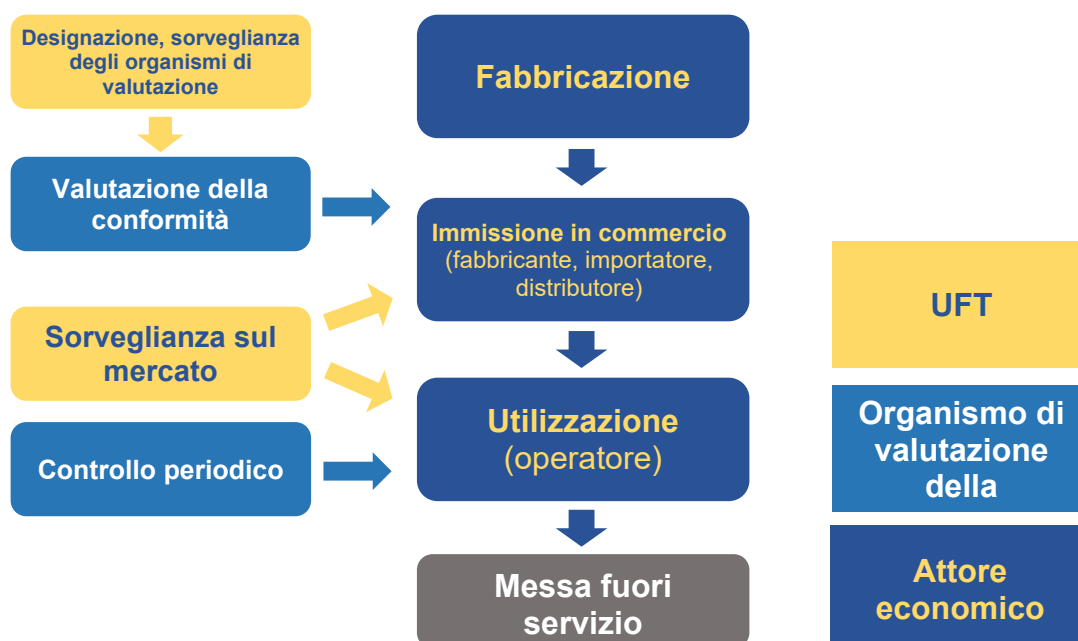 Designazione, sorveglianza
degli organismi di
valutazione
Fabbricazione
Valutazione della
conformità
Immissione in commercio
(fabbricante, importatore,
distributore)
Sorveglianza sul
mercato
Utilizzazione
(operatore)
Controllo periodico
Messa fuori
servizio
UFT
Organismo di
valutazione
della
Attore
economico